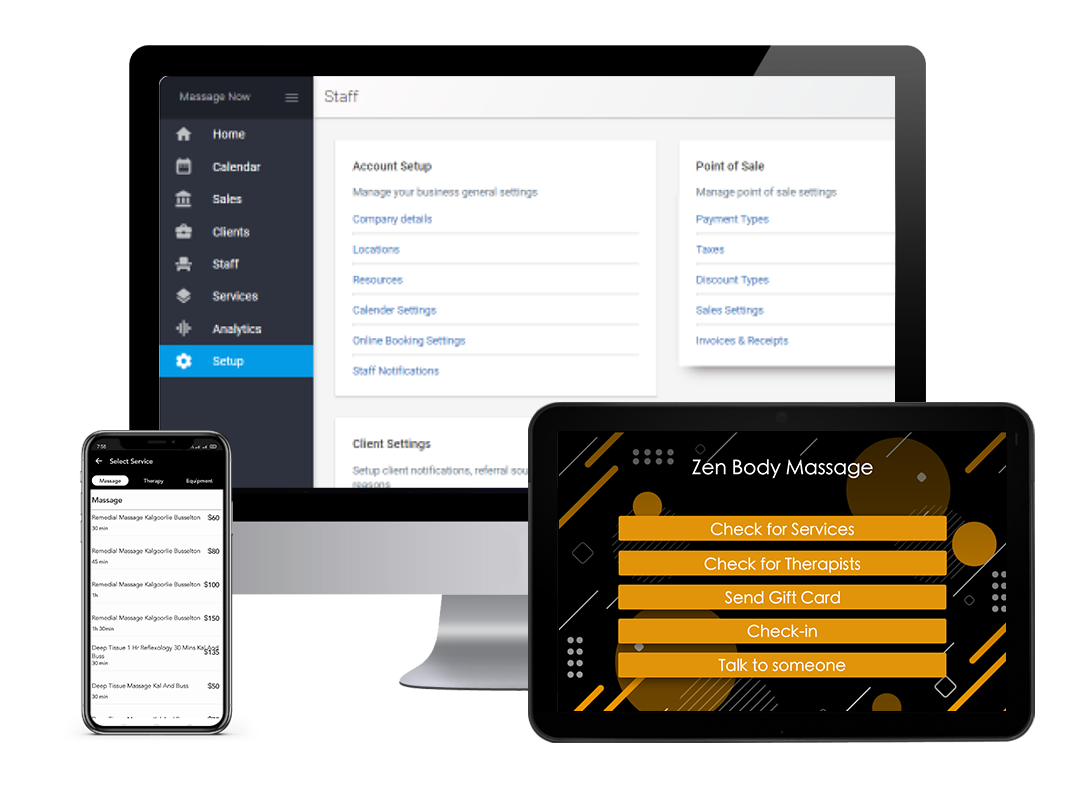 Massage Now
Home
Calendar
Sales
Clients
Staff
Services
Analytics
Setup
Staff
Account Setup
Manage your business general settings
Company details
Locations
Resources
Calender Settings
Online Booking Settings
Staff Notifications
Point of Sale
Manage point of sale settings
Payment Types
Taxes
Discount Types
Sales Settings
Invoices & Receipts
Client Settings
Setup client notifications, referral sou
reasons
7:58
Select Service
Massage Therapy Equipment
Massage
Remedial Massage Kalgoorlie Busselton $60
30 min
Remedial Massage Kalgoorlie Busselton $80
45 min
Remedial Massage Kalgoorlie Busselton $100
1h
Remedial Massage Kalgoorlie Busselton $150
1h 30min
Deep Tissue 1 Hr Reflexology 30 Mins Kal And
Buss $135
30 min
Deep Tissue Massage Kal And Buss $50
30 min
Zen Body Massage
Check for Services
Check for Therapists
Send Gift Card
Check-in
Talk to someone